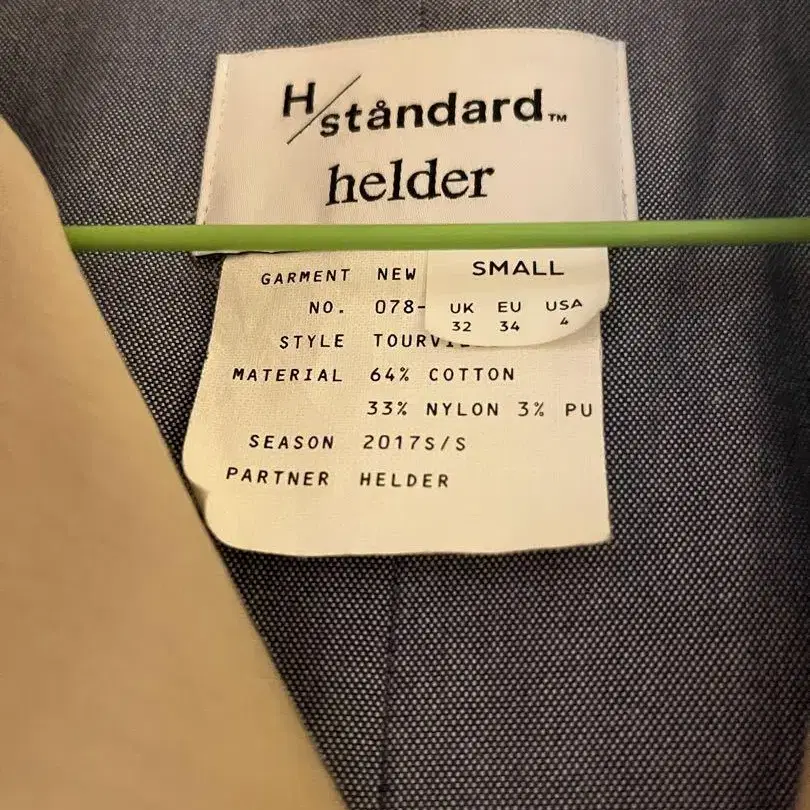 H/ståndard™
helder
SMALL
UK EU USA
32 34 4
GARMENT NEW
NO. 078-
STYLE
MATERIAL 64% COTTON
33% NYLON 3% PU
SEASON 2017S/S
PARTNER HELDER